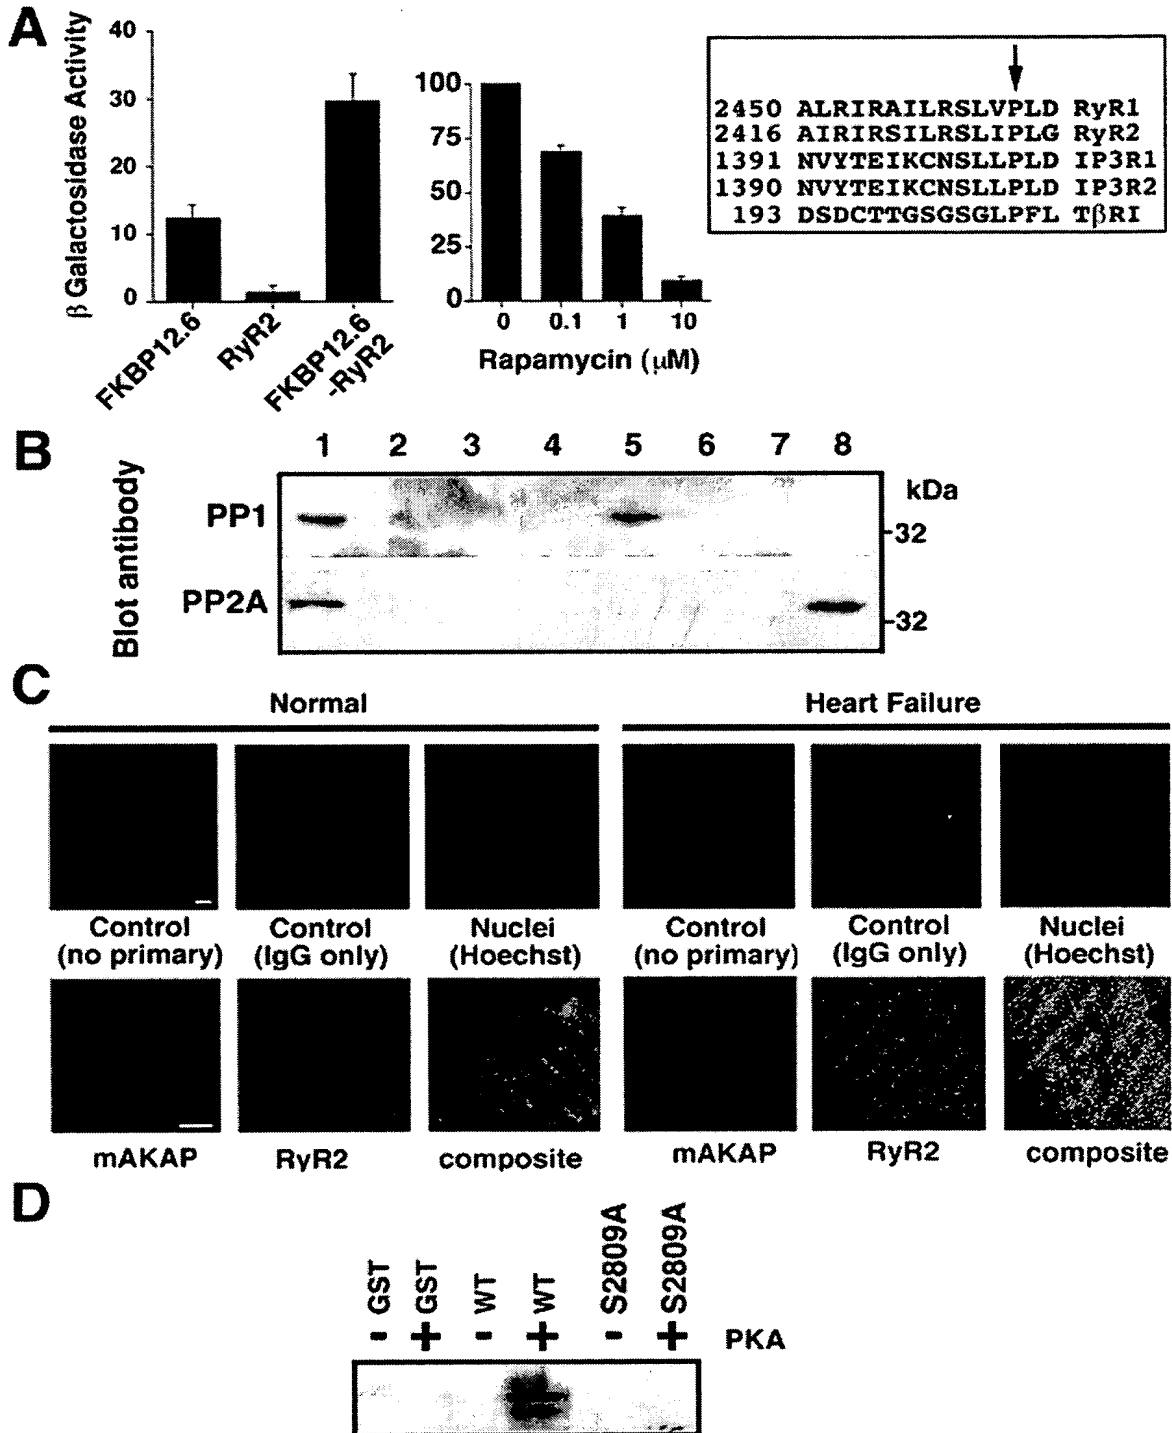 A
β Galactosidase Activity
40
30
20
10
0
FKBP12.6
RyR2
FKBP12.6
-RyR2
100
75
50
25
0
0 0.1 1 10
Rapamycin (μM)
2450 ALRIRAILRSLVPLD RyR1
2416 AIRIRSILRSLIPLG RyR2
1391 NVYTEIKCNSLLPLD IP3R1
1390 NVYTEIKCNSLLPLD IP3R2
193 DSDCTTGSGSGLPFL TβRI
B
Blot antibody
1 2 3 4 5 6 7 8
kDa
PP1
32
PP2A
32
C
Normal
Heart Failure
Control
(no primary)
Control
(IgG only)
Nuclei
(Hoechst)
Control
(no primary)
Control
(IgG only)
Nuclei
(Hoechst)
mAKAP
RyR2
composite
mAKAP
RyR2
composite
D
GST
GST
WT
WT
S2809A
S2809A
- + - + - + PKA